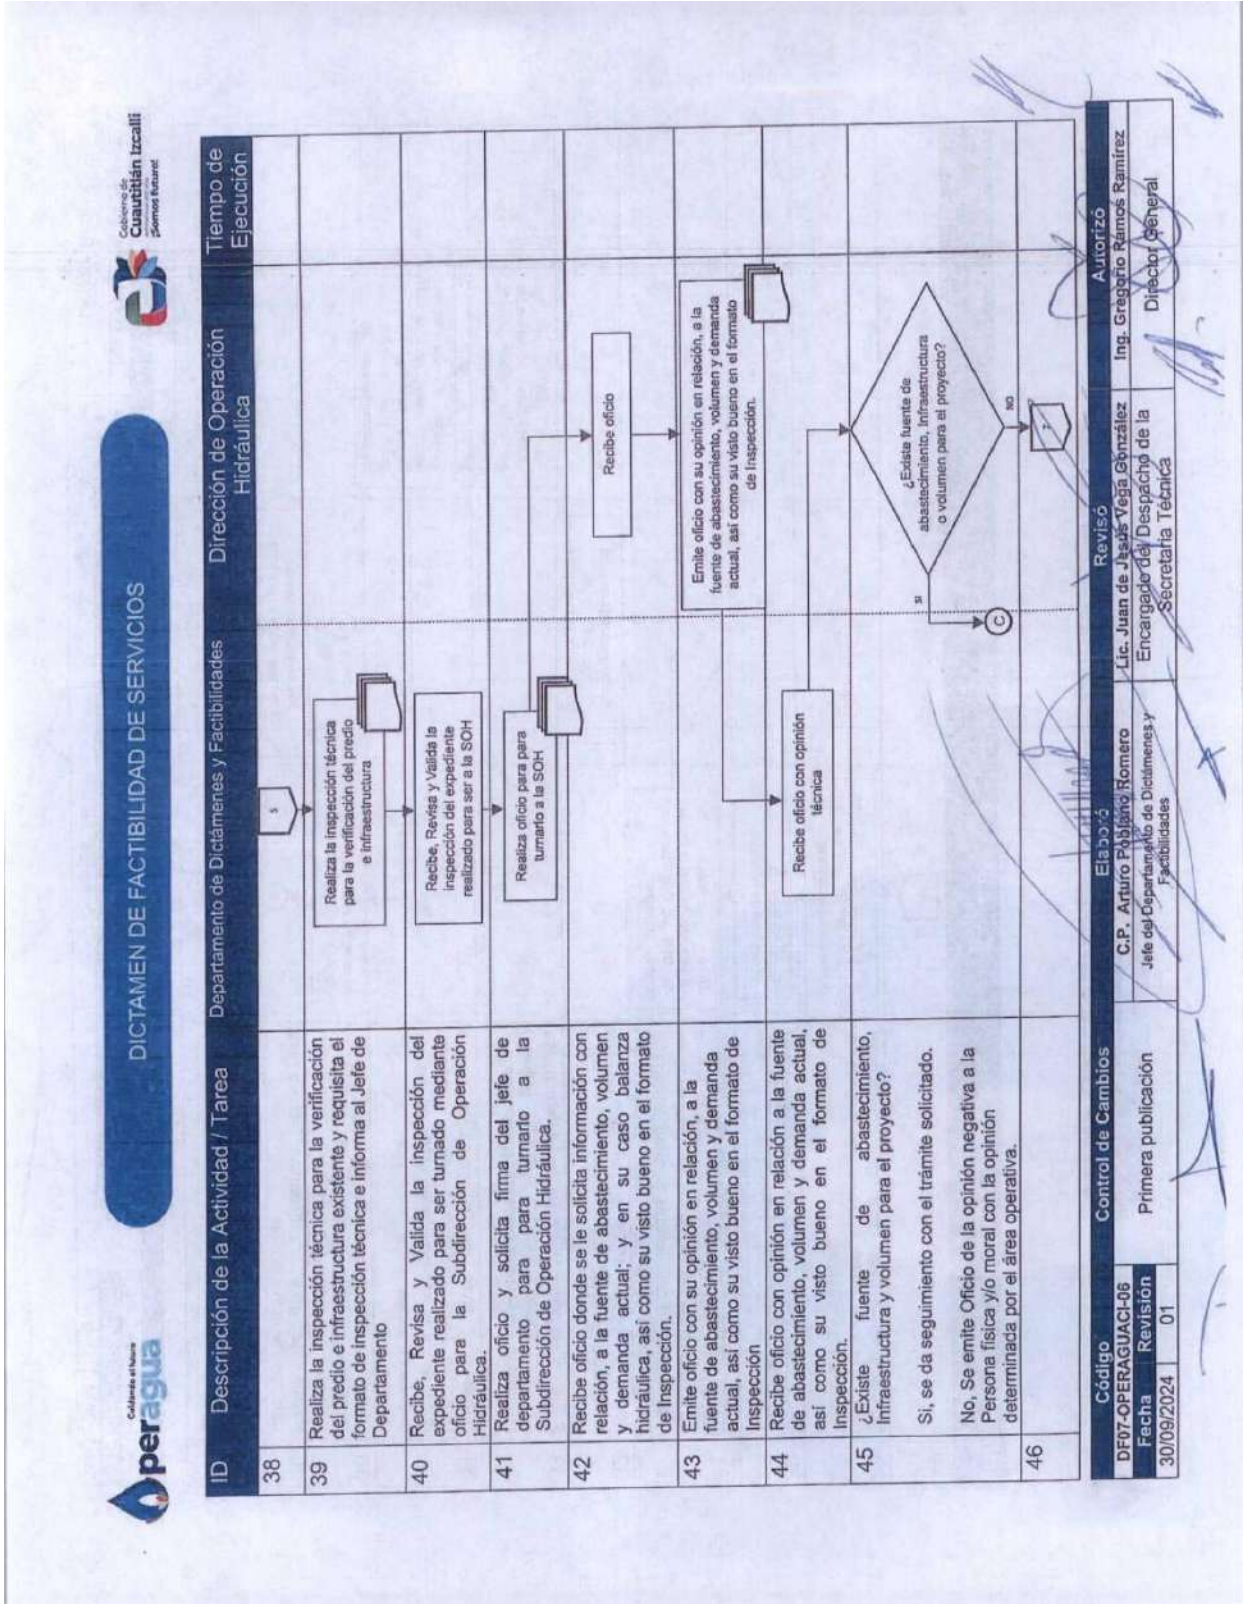 Cuidando el futuro
operagua
DICTAMEN DE FACTIBILIDAD DE SERVICIOS
Gobierno de
Cuautitlán Izcalli
¡Somos futuro!
ID
Descripción de la Actividad / Tarea
Departamento de Dictámenes y Factibilidades
Dirección de Operación
Hidráulica
Tiempo de
Ejecución
38
5
39
Realiza la inspección técnica para la verificación
del predio e infraestructura existente y requisita el
formato de inspección técnica e informa al Jefe de
Departamento
Realiza la inspección técnica
para la verificación del predio
e infraestructura
40
Recibe, Revisa y Valida la inspección del
expediente realizado para ser turnado mediante
oficio para la Subdirección de Operación
Hidráulica.
Recibe, Revisa y Valida la
inspección del expediente
realizado para ser a la SOH
41
Realiza oficio y solicita firma del jefe de
departamento para para turnarlo a la
Subdirección de Operación Hidráulica.
Realiza oficio para para
turnarlo a la SOH
42
Recibe oficio donde se le solicita información con
relación, a la fuente de abastecimiento, volumen
y demanda actual; y en su caso balanza
hidráulica, así como su visto bueno en el formato
de Inspección.
Recibe oficio
43
Emite oficio con su opinión en relación, a la
fuente de abastecimiento, volumen y demanda
actual, así como su visto bueno en el formato de
Inspección
Emite oficio con su opinión en relación, a la
fuente de abastecimiento, volumen y demanda
actual, así como su visto bueno en el formato
de Inspección.
44
Recibe oficio con opinión en relación a la fuente
de abastecimiento, volumen y demanda actual,
así como su visto bueno en el formato de
Inspección.
Recibe oficio con opinión
técnica
45
¿Existe fuente de abastecimiento,
Infraestructura y volumen para el proyecto?
Si, se da seguimiento con el trámite solicitado.
No, Se emite Oficio de la opinión negativa a la
Persona física y/o moral con la opinión
determinada por el área operativa.
¿Existe fuente de
abastecimiento, Infraestructura
o volumen para el proyecto?
SI
C
NO
46
Código
Control de Cambios
Elaboró
Revisó
Autorizó
DF07-OPERAGUACI-06
Primera publicación
C.P. Arturo Poblano Romero
Lic. Juan de Jesús Vega González
Ing. Gregorio Ramos Ramírez
Fecha
Revisión
Jefe del Departamento de Dictámenes y
Factibilidades
Encargado del Despacho de la
Secretaría Técnica
Director General
30/09/2024
01